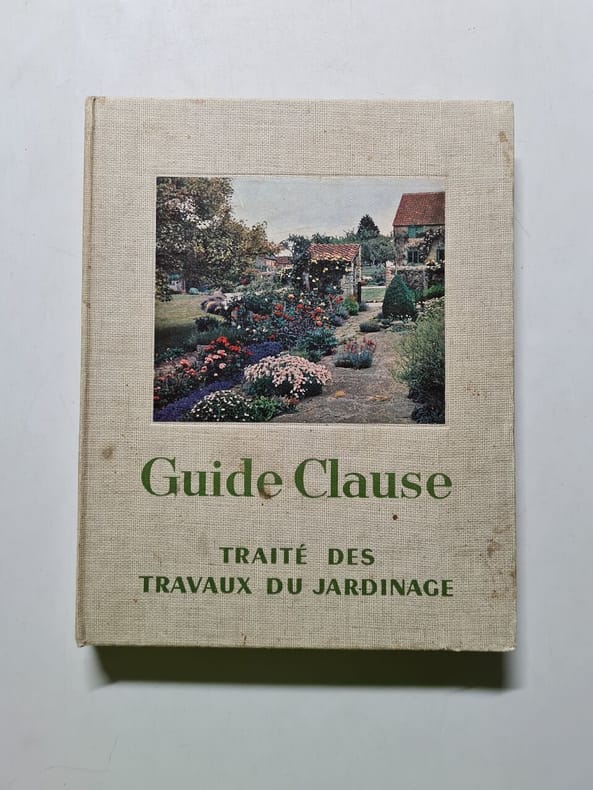 Guide Clause
TRAITÉ DES
TRAVAUX DU JARDINAGE